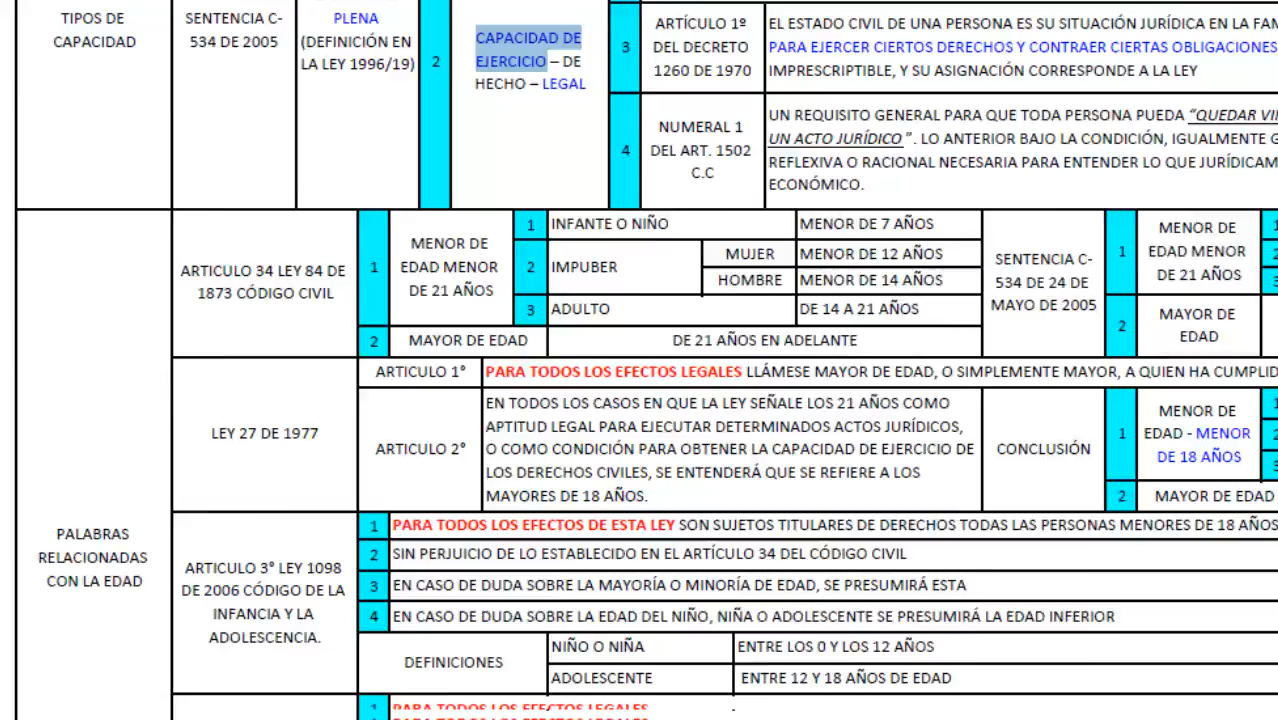 TIPOS DE
CAPACIDAD
SENTENCIA C-
534 DE 2005
PLENA
(DEFINICIÓN EN
LA LEY 1996/19)
2
CAPACIDAD DE
EJERCICIO – DE
HECHO – LEGAL
3
ARTÍCULO 1º
DEL DECRETO
1260 DE 1970
EL ESTADO CIVIL DE UNA PERSONA ES SU SITUACIÓN JURÍDICA EN LA
PARA EJERCER CIERTOS DERECHOS Y CONTRAER CIERTAS OBLIGACIONES
IMPRESCRIPTIBLE, Y SU ASIGNACIÓN CORRESPONDE A LA LEY
4
NUMERAL 1
DEL ART. 1502
C.C
UN REQUISITO GENERAL PARA QUE TODA PERSONA PUEDA “QUEDAR
UN ACTO JURÍDICO ”. LO ANTERIOR BAJO LA CONDICIÓN, IGUALMENTE
REFLEXIVA O RACIONAL NECESARIA PARA ENTENDER LO QUE
ECONÓMICO.
PALABRAS
RELACIONADAS
CON LA EDAD
ARTICULO 34 LEY 84 DE
1873 CÓDIGO CIVIL
1
MENOR DE
EDAD MENOR
DE 21 AÑOS
1
INFANTE O NIÑO
MENOR DE 7 AÑOS
2
IMPUBER
MUJER
MENOR DE 12 AÑOS
HOMBRE
MENOR DE 14 AÑOS
3
ADULTO
DE 14 A 21 AÑOS
2
MAYOR DE EDAD
DE 21 AÑOS EN ADELANTE
SENTENCIA C-
534 DE 24 DE
MAYO DE 2005
1
MENOR DE
EDAD MENOR
DE 21 AÑOS
1
2
3
2
MAYOR DE
EDAD
LEY 27 DE 1977
ARTICULO 1°
PARA TODOS LOS EFECTOS LEGALES LLÁMESE MAYOR DE EDAD, O SIMPLEMENTE MAYOR, A QUIEN HA
ARTICULO 2°
EN TODOS LOS CASOS EN QUE LA LEY SEÑALE LOS 21 AÑOS COMO
APTITUD LEGAL PARA EJECUTAR DETERMINADOS ACTOS JURÍDICOS,
O COMO CONDICIÓN PARA OBTENER LA CAPACIDAD DE EJERCICIO DE
LOS DERECHOS CIVILES, SE ENTENDERÁ QUE SE REFIERE A LOS
MAYORES DE 18 AÑOS.
CONCLUSIÓN
1
MENOR DE
EDAD - MENOR
DE 18 AÑOS
1
2
3
2
MAYOR DE EDAD
ARTICULO 3° LEY 1098
DE 2006 CÓDIGO DE LA
INFANCIA Y LA
ADOLESCENCIA.
1
PARA TODOS LOS EFECTOS DE ESTA LEY SON SUJETOS TITULARES DE DERECHOS TODAS LAS PERSONAS MENORES DE 18 AÑOS
2
SIN PERJUICIO DE LO ESTABLECIDO EN EL ARTÍCULO 34 DEL CÓDIGO CIVIL
3
EN CASO DE DUDA SOBRE LA MAYORÍA O MINORÍA DE EDAD, SE PRESUMIRÁ ESTA
4
EN CASO DE DUDA SOBRE LA EDAD DEL NIÑO, NIÑA O ADOLESCENTE SE PRESUMIRÁ LA EDAD INFERIOR
DEFINICIONES
NIÑO O NIÑA
ENTRE LOS 0 Y LOS 12 AÑOS
ADOLESCENTE
ENTRE 12 Y 18 AÑOS DE EDAD
1
PARA TODOS LOS EFECTOS LEGALES